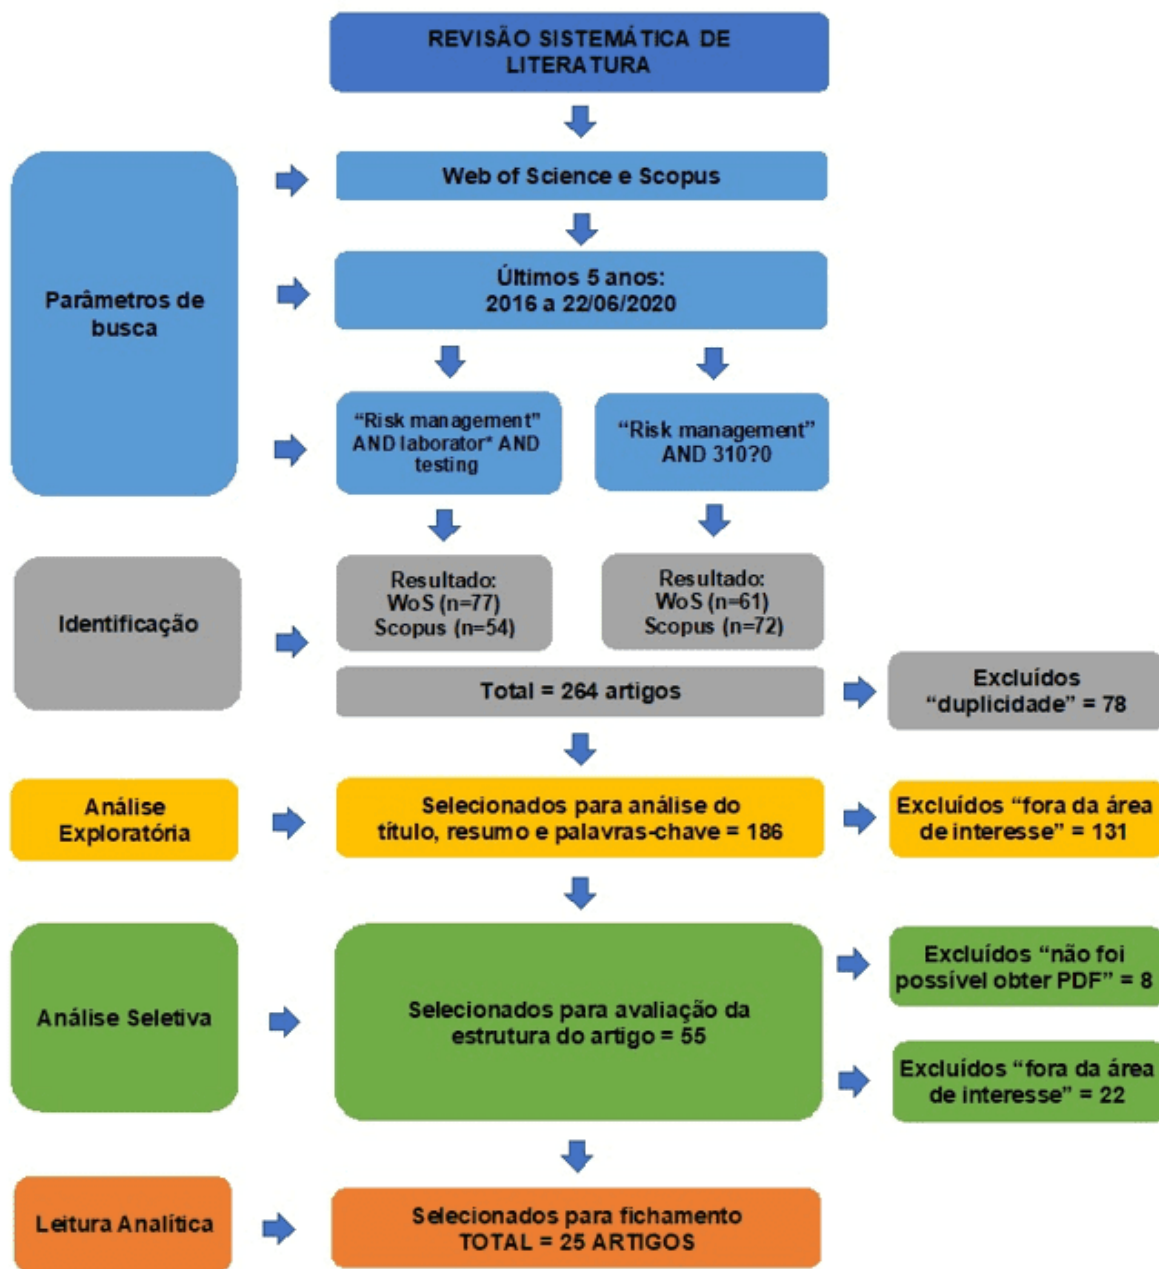 REVISÃO SISTEMÁTICA DE
LITERATURA
Parâmetros de
busca
Web of Science e Scopus
Últimos 5 anos:
2016 a 22/06/2020
“Risk management”
AND laborator* AND
testing
“Risk management”
AND 310?0
Identificação
Resultado:
WoS (n=77)
Scopus (n=54)
Resultado:
WoS (n=61)
Scopus (n=72)
Total = 264 artigos
Excluídos
“duplicidade” = 78
Análise
Exploratória
Selecionados para análise do
título, resumo e palavras-chave = 186
Excluídos “fora da área
de interesse” = 131
Análise Seletiva
Selecionados para avaliação da
estrutura do artigo = 55
Excluídos “não foi
possível obter PDF” = 8
Excluídos “fora da área
de interesse” = 22
Leitura Analítica
Selecionados para fichamento
TOTAL = 25 ARTIGOS